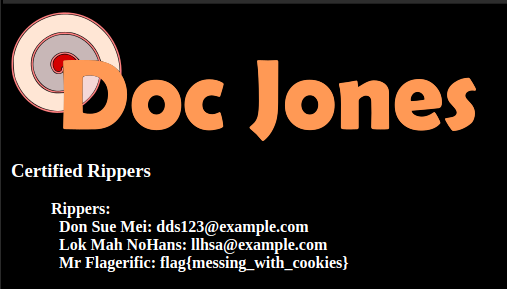 Doc Jones
Certified Rippers
Rippers:
Don Sue Mei: dds123@example.com
Lok Mah NoHans: llhsa@example.com
Mr Flagerific: flag{messing_with_cookies}